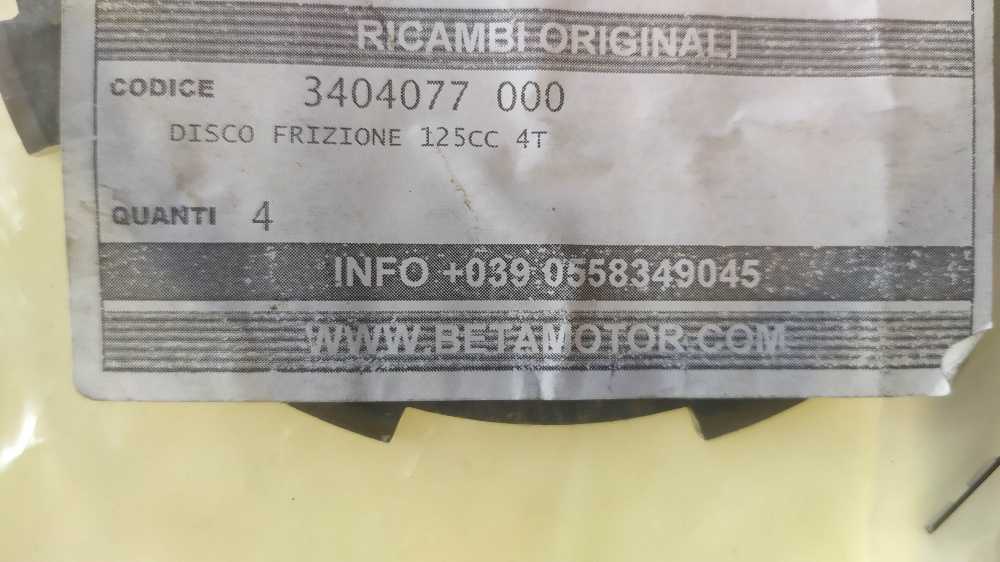 RICAMBI ORIGINALI
CODICE 3404077 000
DISCO FRIZIONE 125CC 4T
QUANTI 4
INFO +039 0558349045
WWW.BETAMOTOR.COM